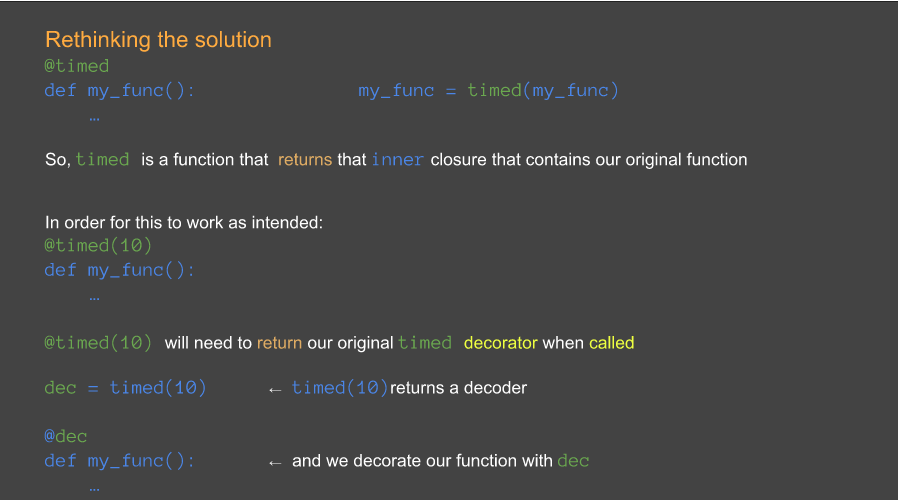 Rethinking the solution
@timed
def my_func():    my_func = timed(my_func)
…
So, timed is a function that returns that inner closure that contains our original function
In order for this to work as intended:
@timed(10)
def my_func():
…
@timed(10) will need to return our original timed decorator when called
dec = timed(10)    ← timed(10) returns a decoder
@dec
def my_func():    ← and we decorate our function with dec
…